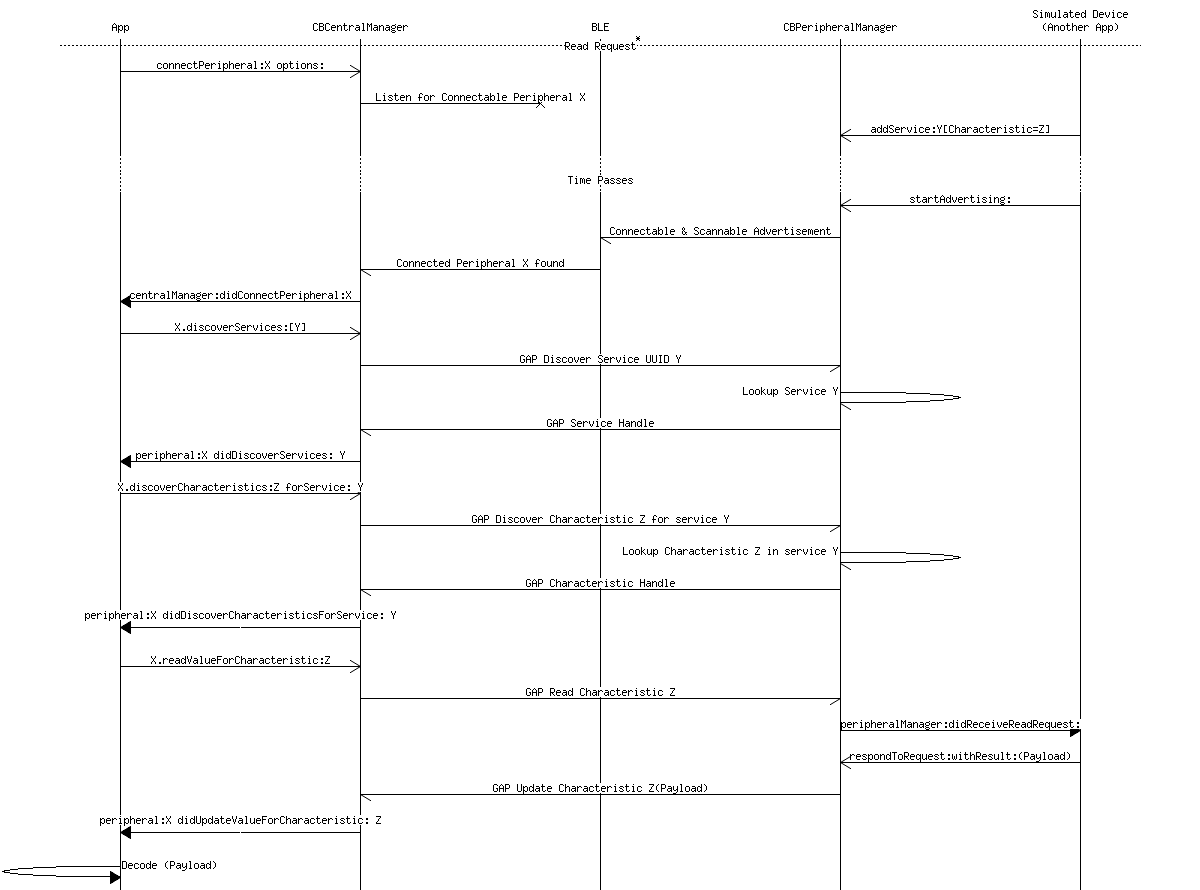 Simulated Device
App CBCentralManager BLE CBPeripheralManager (Another App)
Read Request*
connectPeripheral:X options:
Listen for Connectable Peripheral X
addService:Y[Characteristic=Z]
Time Passes
startAdvertising:
Connectable & Scannable Advertisement
Connected Peripheral X found
centralManager:didConnectPeripheral:X
X.discoverServices:[Y]
GAP Discover Service UUID Y
Lookup Service Y
GAP Service Handle
peripheral:X didDiscoverServices: Y
X.discoverCharacteristics:Z forService: Y
GAP Discover Characteristic Z for service Y
Lookup Characteristic Z in service Y
GAP Characteristic Handle
peripheral:X didDiscoverCharacteristicsForService: Y
X.readValueForCharacteristic:Z
GAP Read Characteristic Z
peripheralManager:didReceiveReadRequest:
respondToRequest:withResult:(Payload)
GAP Update Characteristic Z(Payload)
peripheral:X didUpdateValueForCharacteristic: Z
Decode (Payload)